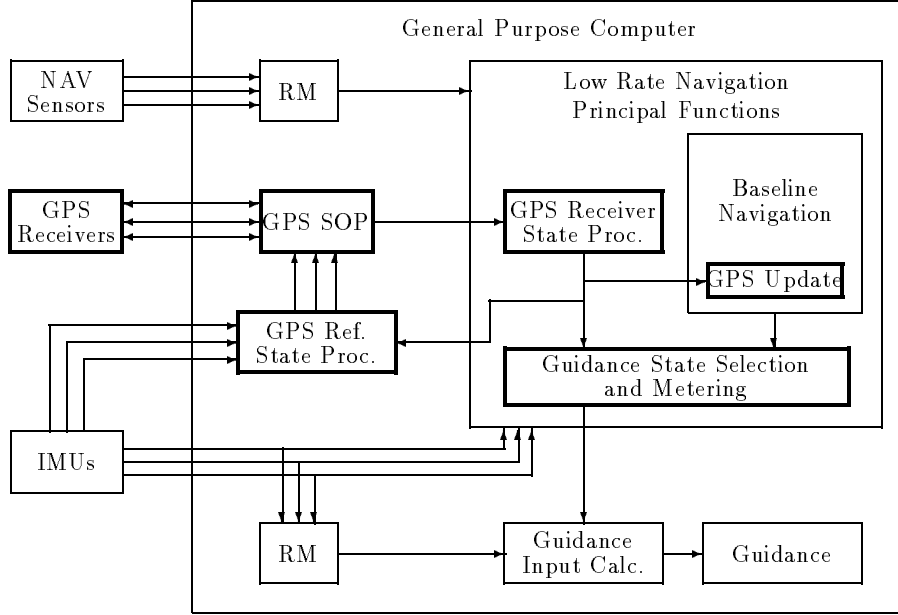 General Purpose Computer
NAV
Sensors
RM
Low Rate Navigation
Principal Functions
GPS
Receivers
GPS SOP
GPS Receiver
State Proc.
Baseline
Navigation
GPS Update
GPS Ref.
State Proc.
Guidance State Selection
and Metering
IMUs
RM
Guidance
Input Calc.
Guidance